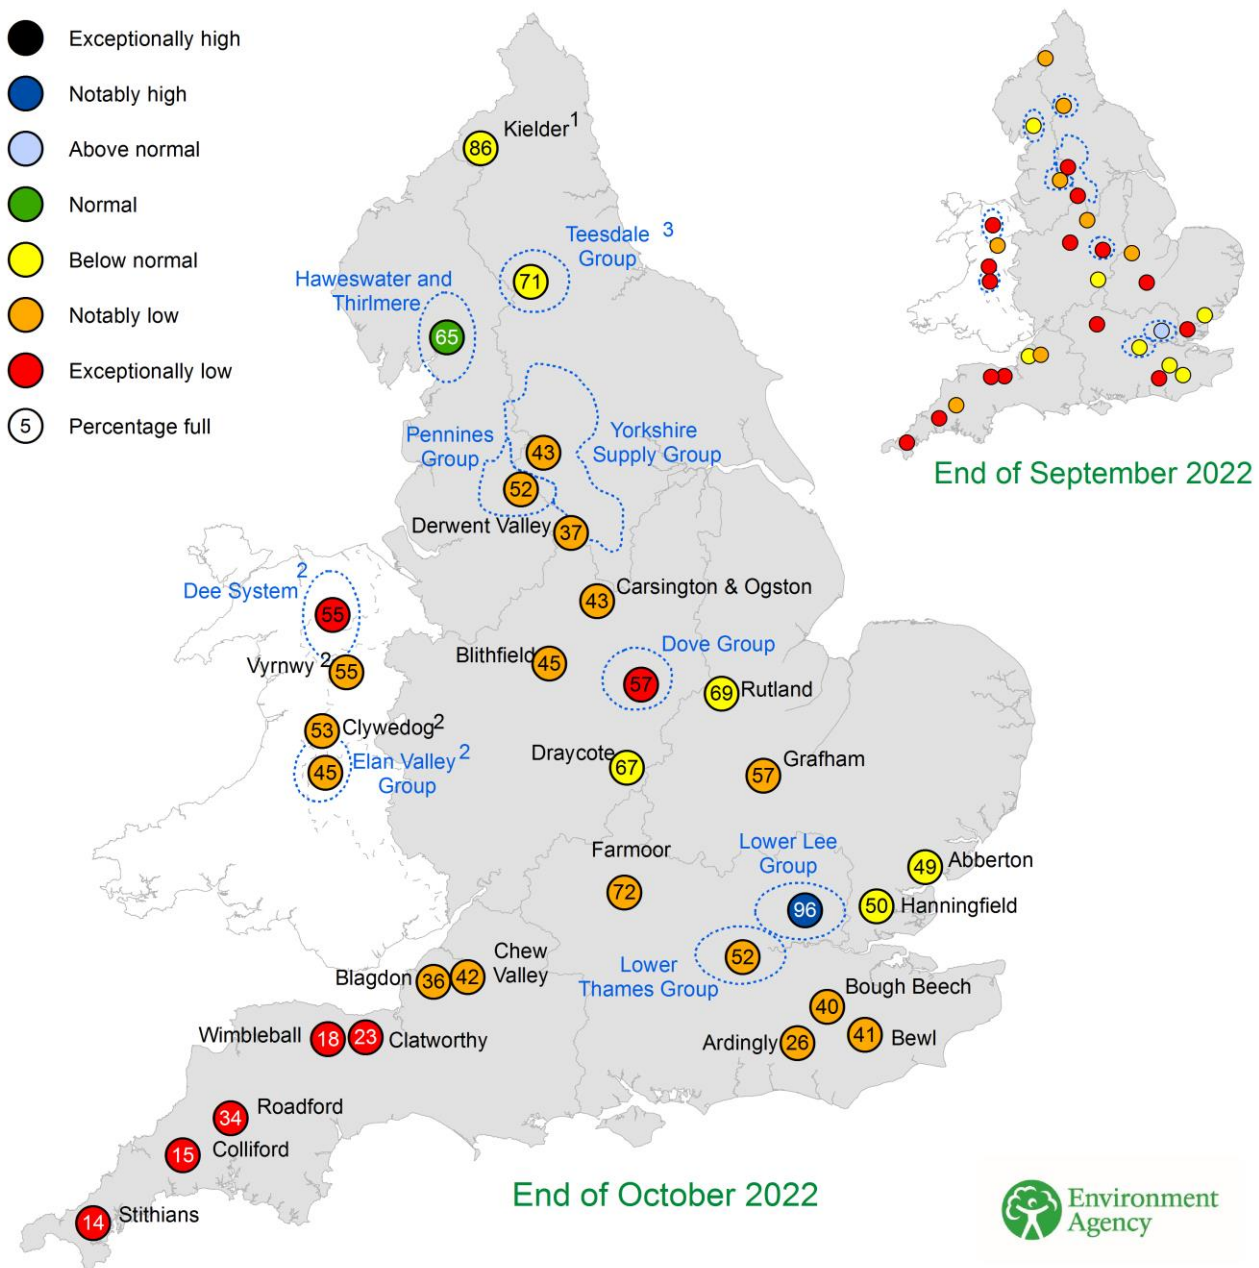 Exceptionally high
Notably high
Above normal
Normal
Below normal
Notably low
Exceptionally low
5 Percentage full
End of September 2022
Kielder 1
86
Teesdale 3
Group
71
Haweswater and
Thirlmere
65
Pennines
Group
Yorkshire
Supply Group
43
52
Derwent Valley
37
Dee System 2
55
Carsington & Ogston
43
Vyrnwy 2
55
Blithfield
45
Dove Group
57
69
Rutland
53
Clywedog 2
Elan Valley 2
Group
45
Draycote
67
Grafham
57
Farmoor
72
Lower Lee
Group
96
Abberton
49
50
Hanningfield
Chew
Valley
42
Blagdon
36
Lower
Thames Group
52
Bough Beech
40
Ardingly
26
41
Bewl
Wimbleball
18
23
Clatworthy
34
Roadford
15
Colliford
14
Stithians
End of October 2022
Environment
Agency